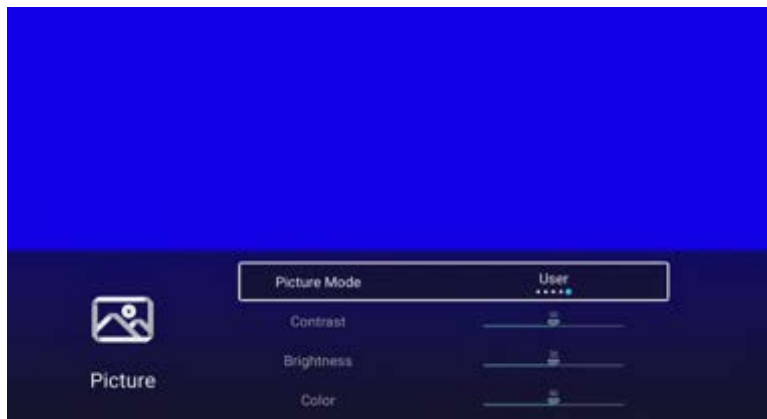 Picture Mode User
Contrast
Brightness
Picture
Color